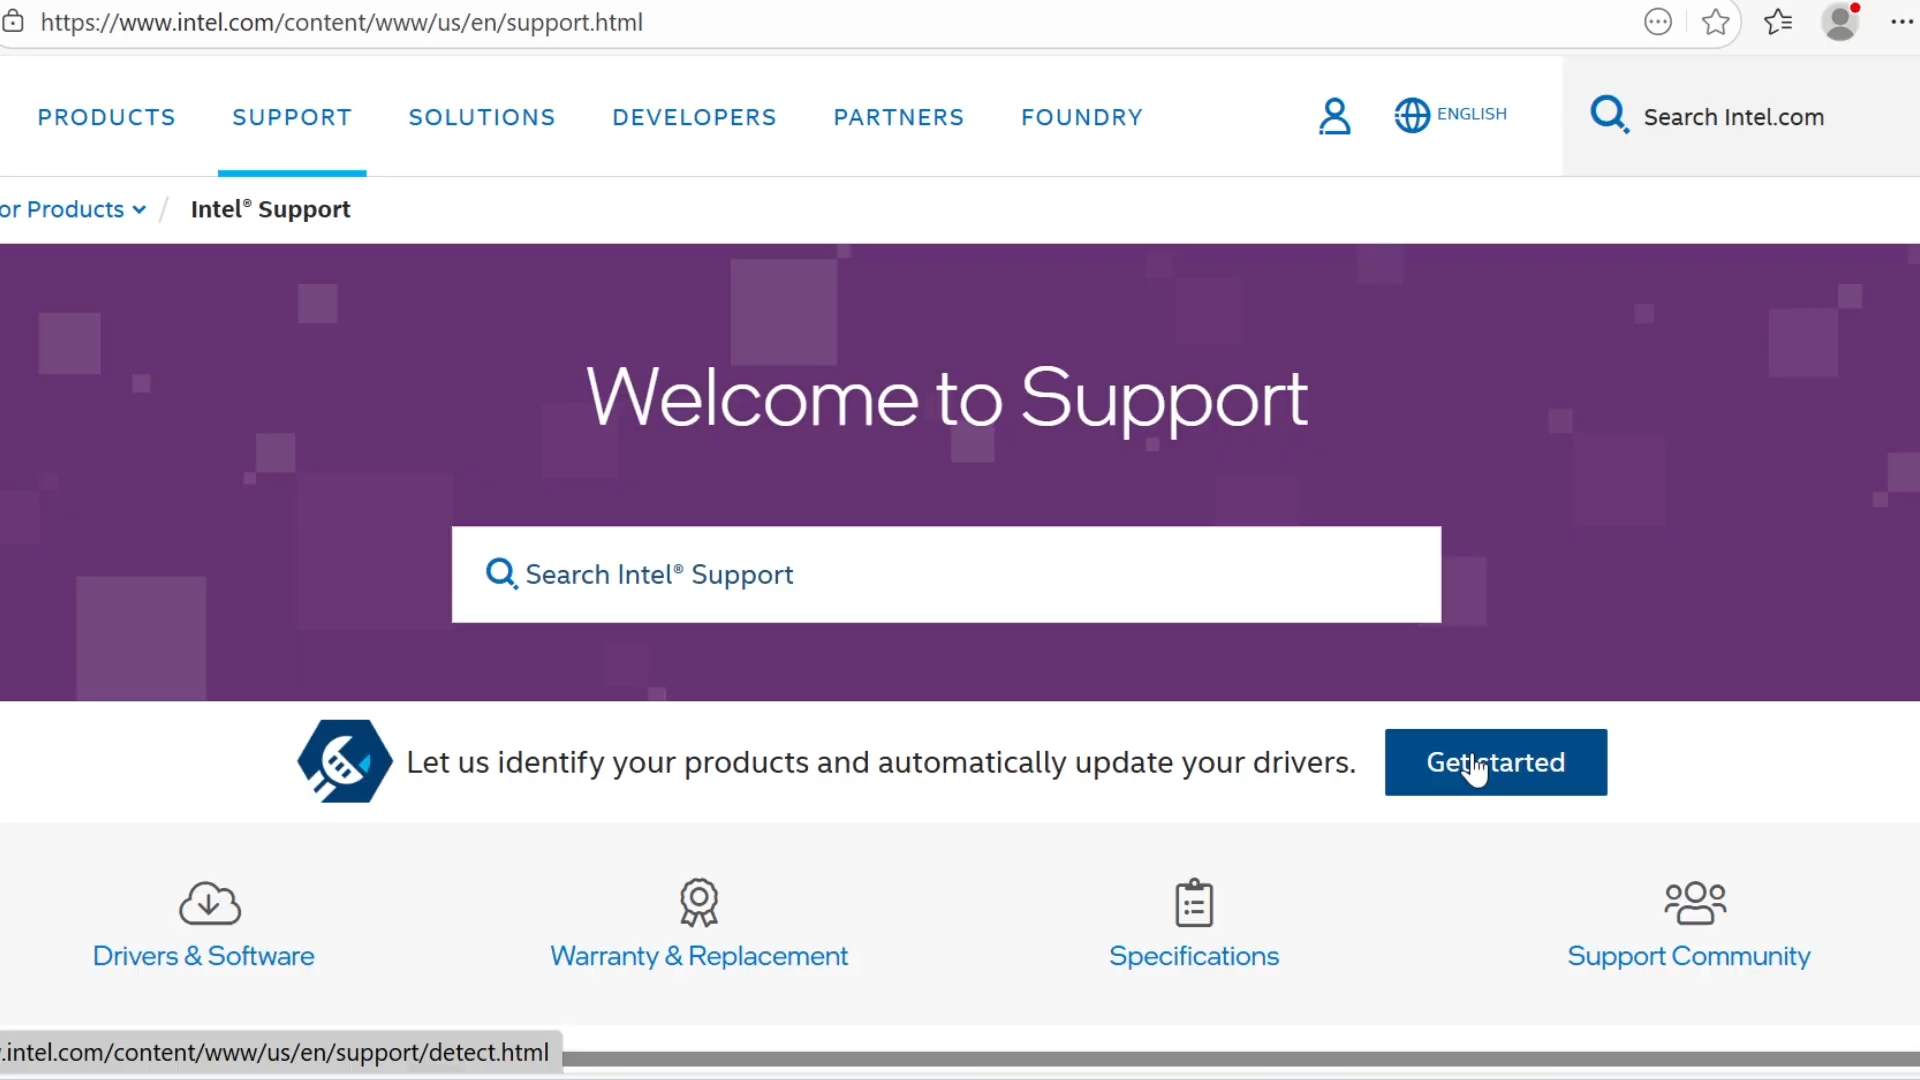 https://www.intel.com/content/www/us/en/support.html
PRODUCTS SUPPORT SOLUTIONS DEVELOPERS PARTNERS FOUNDRY ENGLISH Search Intel.com
or Products / Intel® Support
Welcome to Support
Search Intel® Support
Let us identify your products and automatically update your drivers. Get started
Drivers & Software Warranty & Replacement Specifications Support Community
.intel.com/content/www/us/en/support/detect.html